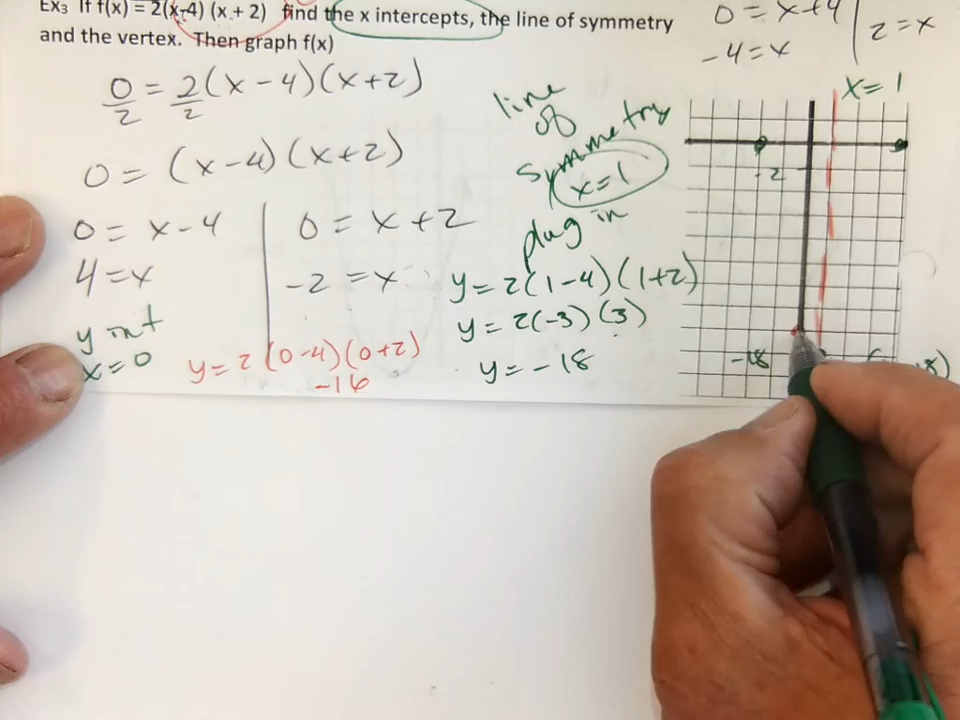 Ex3 If f(x) = 2(x-4) (x + 2) find the x intercepts, the line of symmetry
and the vertex. Then graph f(x)
0 = x+4
-4 = x
2 = x
0/2 = 2/2 (x-4)(x+2)
0 = (x-4)(x+2)
0 = x-4
4 = x
0 = x+2
-2 = x
y int
x=0
y = 2 (0-4)(0+2)
-16
line
of
symmetry
x=1
plug in
y = 2(1-4)(1+2)
y = 2(-3)(3)
y = -18
x= 1
-2
-18
8)